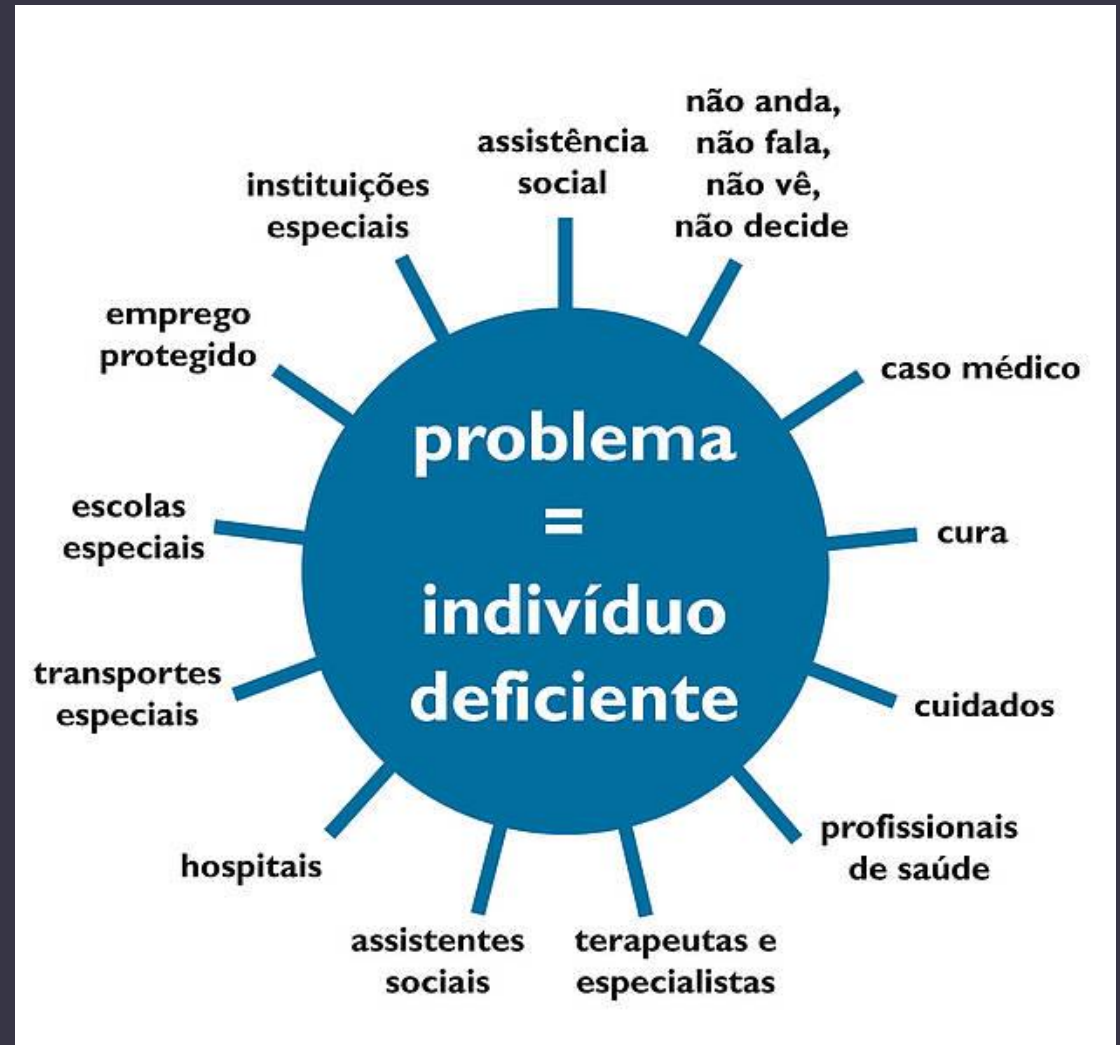 assistência
social
não anda,
não fala,
não vê,
não decide
caso médico
cura
cuidados
profissionais
de saúde
terapeutas e
especialistas
assistentes
sociais
hospitais
transportes
especiais
escolas
especiais
emprego
protegido
instituições
especiais
problema
=
indivíduo
deficiente